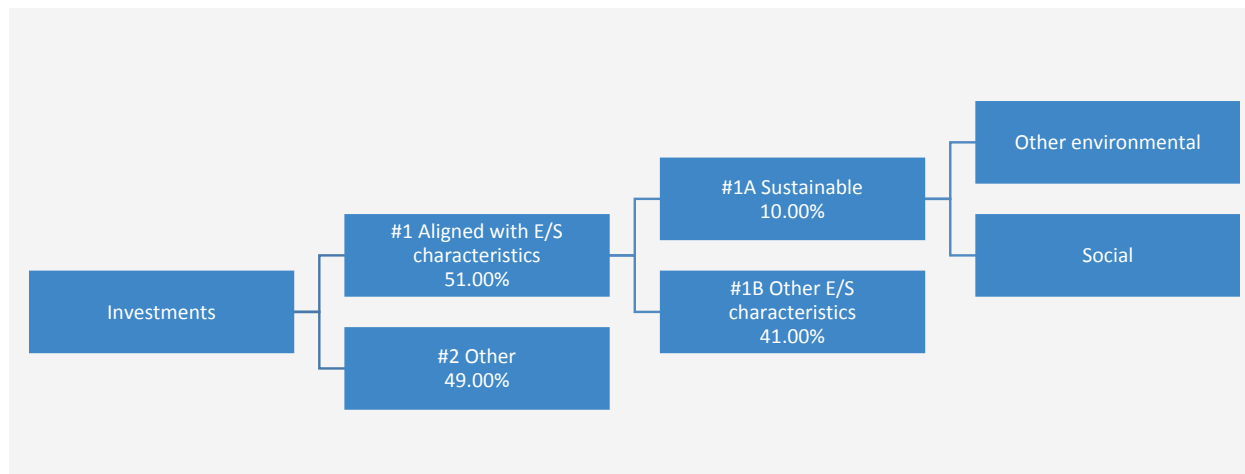 Investments
#1 Aligned with E/S
characteristics
51.00%
#2 Other
49.00%
#1A Sustainable
10.00%
#1B Other E/S
characteristics
41.00%
Other environmental
Social